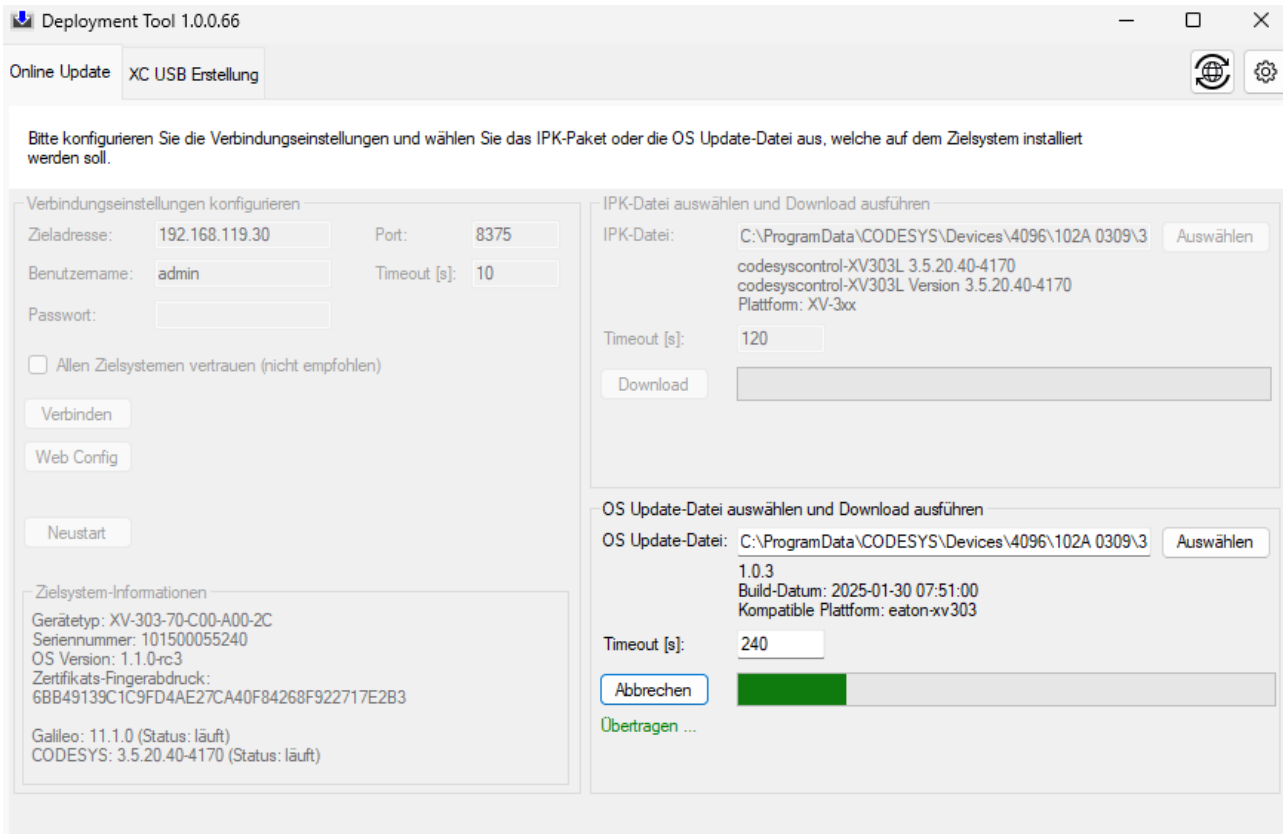 Deployment Tool 1.0.0.66
Online Update
XC USB Erstellung
Bitte konfigurieren Sie die Verbindungseinstellungen und wählen Sie das IPK-Paket oder die OS Update-Datei aus, welche auf dem Zielsystem installiert
werden soll.
Verbindungseinstellungen konfigurieren
Zieladresse: 192.168.119.30 Port: 8375
Benutzername: admin Timeout [s]: 10
Passwort:
Allen Zielsystemen vertrauen (nicht empfohlen)
Verbinden
Web Config
Neustart
Zielsystem-Informationen
Gerätetyp: XV-303-70-C00-A00-2C
Seriennummer: 101500055240
OS Version: 1.1.0-rc3
Zertifikats-Fingerabdruck:
6BB49139C1C9FD4AE27CA40F84268F922717E2B3
Galileo: 11.1.0 (Status: läuft)
CODESYS: 3.5.20.40-4170 (Status: läuft)
IPK-Datei auswählen und Download ausführen
IPK-Datei: C:\ProgramData\CODESYS\Devices\4096\102A 0309\3 Auswählen
codesyscontrol-XV303L 3.5.20.40-4170
codesyscontrol-XV303L Version 3.5.20.40-4170
Plattform: XV-3xx
Timeout [s]: 120
Download
OS Update-Datei auswählen und Download ausführen
OS Update-Datei: C:\ProgramData\CODESYS\Devices\4096\102A 0309\3 Auswählen
1.0.3
Build-Datum: 2025-01-30 07:51:00
Kompatible Plattform: eaton-xv303
Timeout [s]: 240
Abbrechen
Übertragen ...